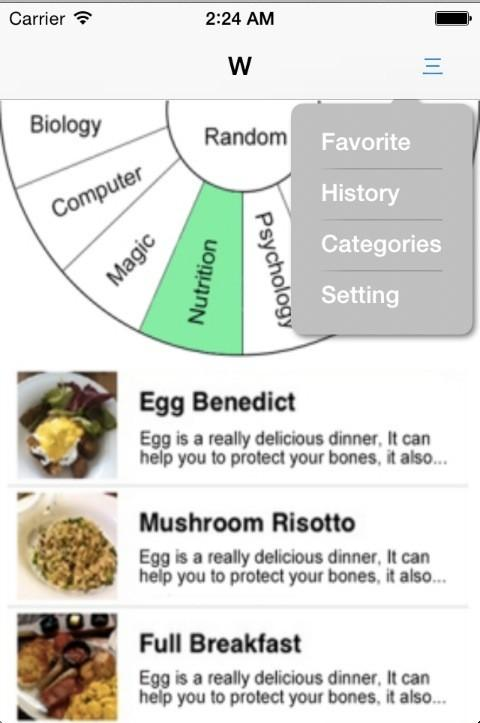 Carrier 2:24 AM
W
三
Biology
Computer
Magic
Nutrition
Psychology
Random
Favorite
History
Categories
Setting
Egg Benedict
Egg is a really delicious dinner, It can
help you to protect your bones, it also...
Mushroom Risotto
Egg is a really delicious dinner, It can
help you to protect your bones, it also...
Full Breakfast
Egg is a really delicious dinner, It can
help you to protect your bones, it also...